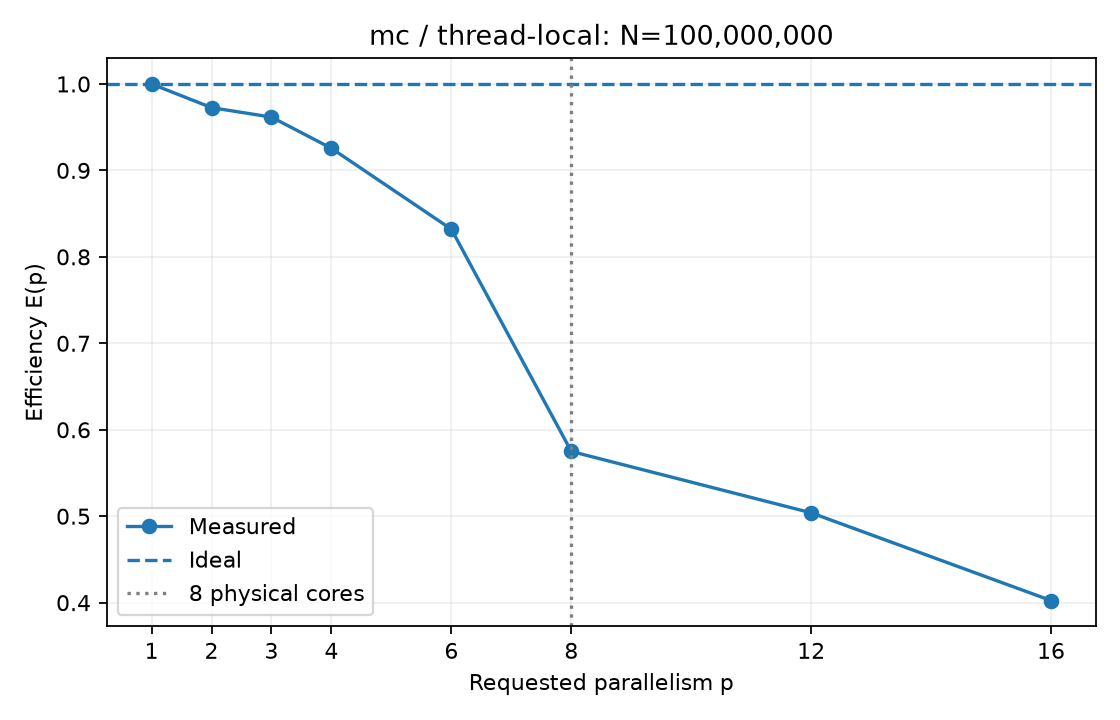 mc / thread-local: N=100,000,000
Efficiency E(p)
1.0
0.9
0.8
0.7
0.6
0.5
0.4
Measured
Ideal
8 physical cores
1 2 3 4 6 8 12 16
Requested parallelism p